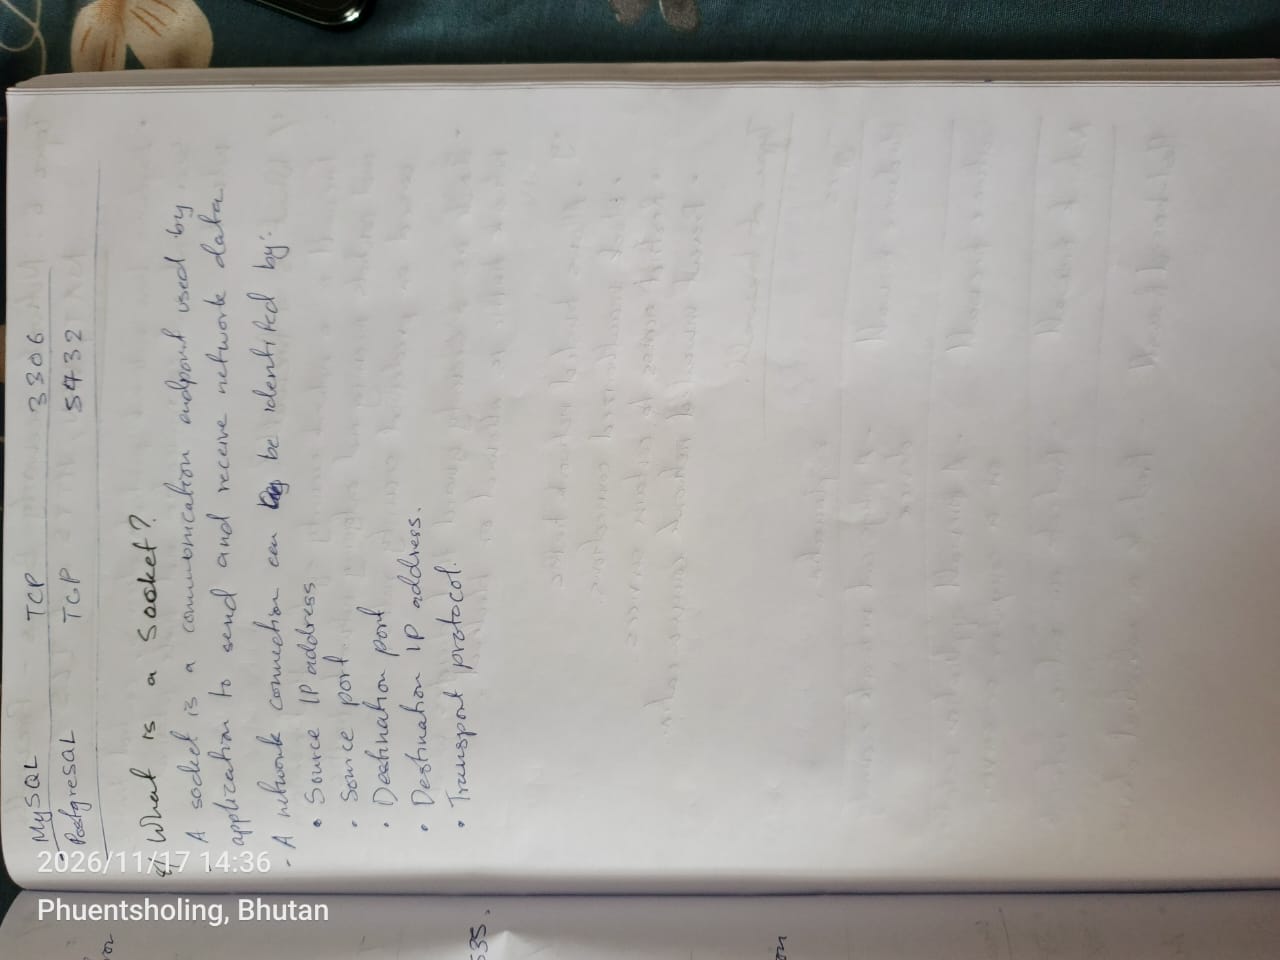 MySQL TCP 3306
PostgreSQL TCP 5432
What is a Socket?
A socket is a communication endpoint used by
application to send and receive network data
- A network connection can be identified by:
• Source IP address
• Source port
• Destination port
• Destination IP address.
• Transport protocol.
535.
2026/11/17 14:36
Phuentsholing, Bhutan